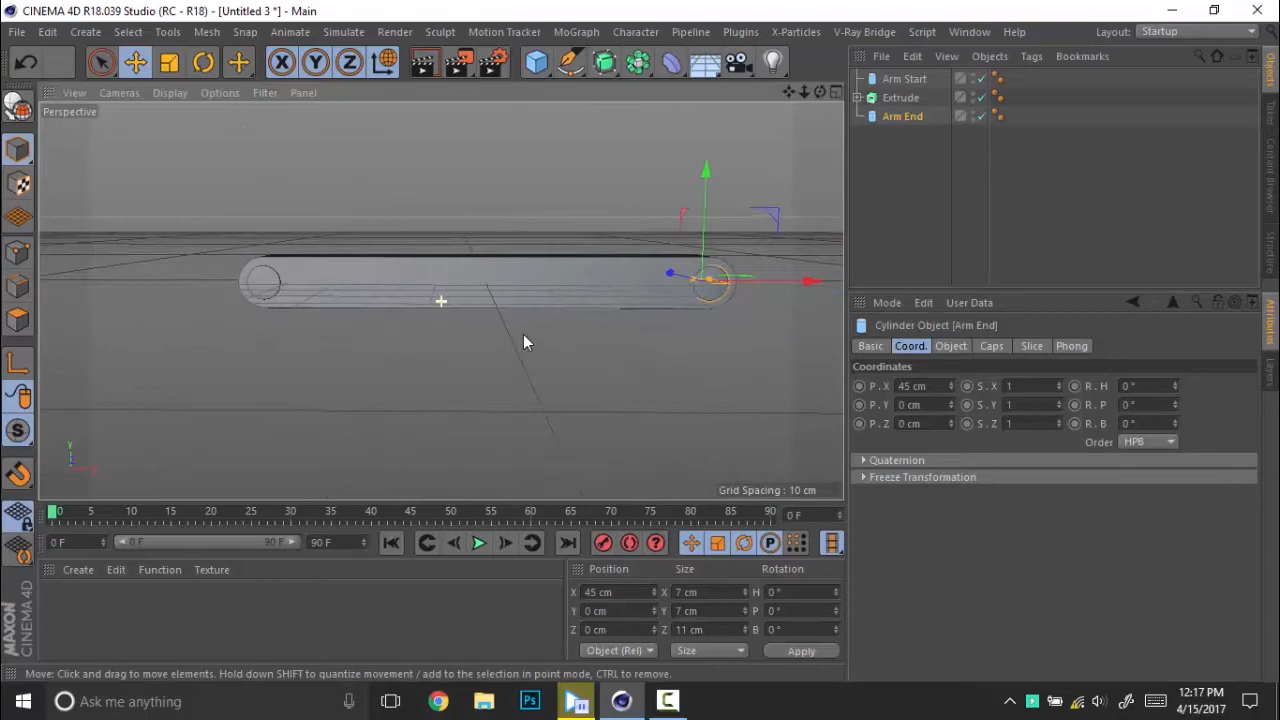 CINEMA 4D R18.039 Studio (RC - R18) - [Untitled 3 *] - Main
File Edit Create Select Tools Mesh Snap Animate Simulate Render Sculpt Motion Tracker MoGraph Character Pipeline Plugins X-Particles V-Ray Bridge Script Window Help Layout: Startup
X Y Z
File Edit View Objects Tags Bookmarks
View Cameras Display Options Filter Panel
Perspective
Arm Start
Extrude
Arm End
Objects
Takes
Content Browser
Structure
Attributes
Layers
Mode Edit User Data
Cylinder Object [Arm End]
Basic Coord. Object Caps Slice Phong
Coordinates
P . X 45 cm S . X 1 R . H 0 °
P . Y 0 cm S . Y 1 R . P 0 °
P . Z 0 cm S . Z 1 R . B 0 °
Order HPB
Quaternion
Freeze Transformation
Y
Grid Spacing : 10 cm
0 5 10 15 20 25 30 35 40 45 50 55 60 65 70 75 80 85 90 0 F
0 F 0 F 90 F 90 F
P
Create Edit Function Texture
Position Size Rotation
X 45 cm X 7 cm H 0 °
Y 0 cm Y 7 cm P 0 °
Z 0 cm Z 11 cm B 0 °
Object (Rel) Size Apply
MAXON
CINEMA 4D
Move: Click and drag to move elements. Hold down SHIFT to quantize movement / add to the selection in point mode, CTRL to remove.
Ask me anything
Ps
12:17 PM
4/15/2017